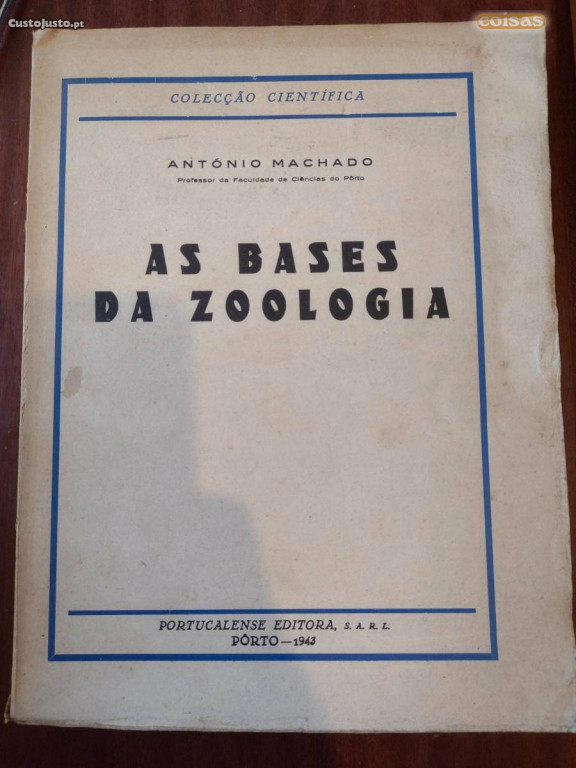 CustoJusto.pt
coisas
COLECÇÃO CIENTÍFICA
ANTÓNIO MACHADO
Professor da Faculdade de Ciências do Pôrto
AS BASES
DA ZOOLOGIA
PORTUCALENSE EDITORA, S. A. R. L.
PÔRTO — 1943